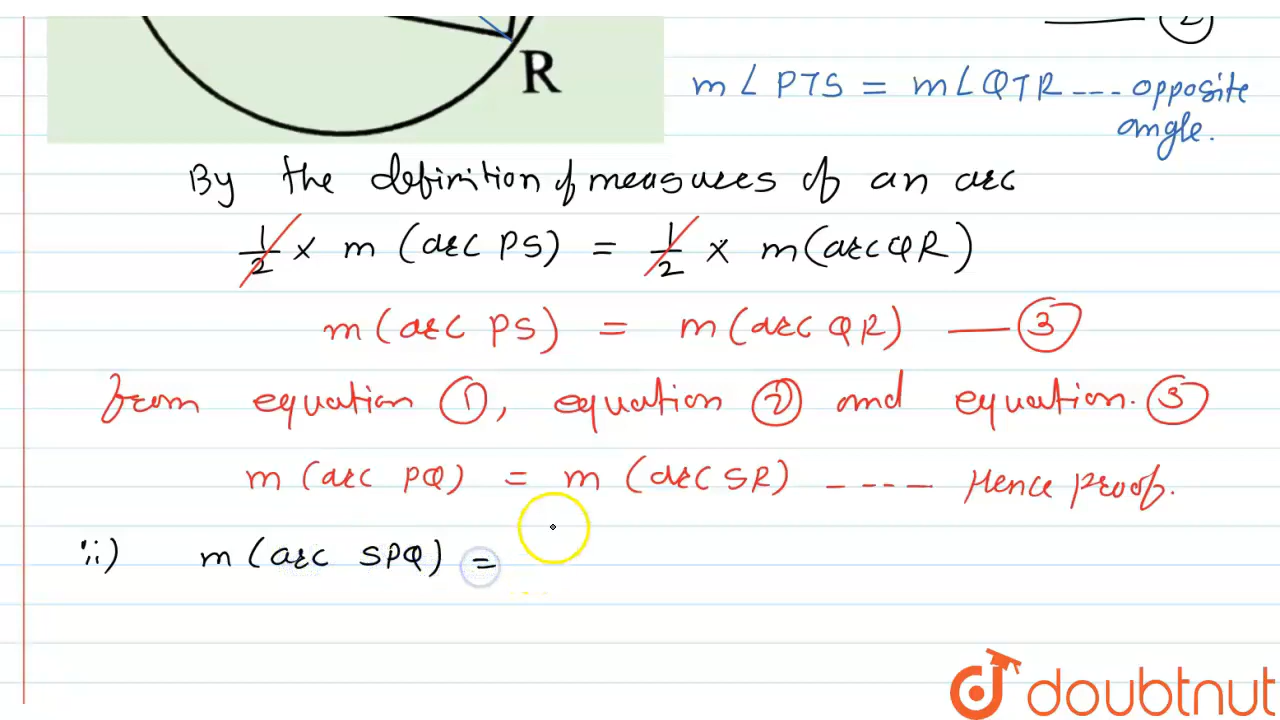 —— ②
R
m∠ PTS = m∠QTR --- opposite
angle.
By the definition of measures of an arc
1/2 × m (arc PS) = 1/2 × m(arc QR)
m(arc PS) = m(arc QR) —— ③
from equation ①, equation ② and equation. ③
m (arc PQ) = m (arc SR) ---- Hence proof.
ii) m (arc SPQ) =
doubtnut